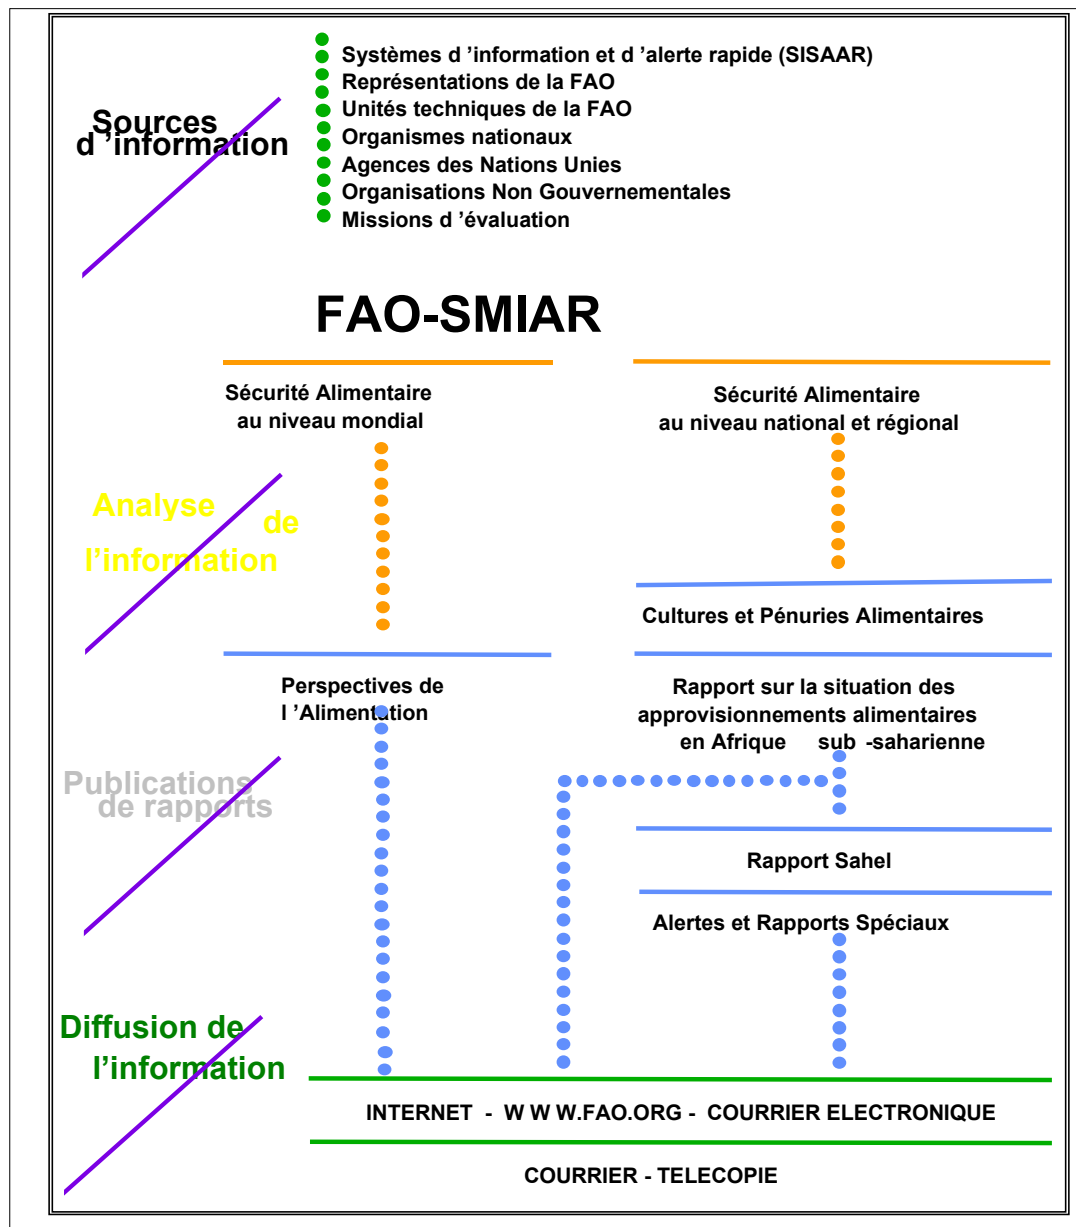 Sources
d ’information
Systèmes d ’information et d ’alerte rapide (SISAAR)
Représentations de la FAO
Unités techniques de la FAO
Organismes nationaux
Agences des Nations Unies
Organisations Non Gouvernementales
Missions d ’évaluation
FAO-SMIAR
Sécurité Alimentaire
au niveau mondial
Sécurité Alimentaire
au niveau national et régional
Analyse de
l’information
Cultures et Pénuries Alimentaires
Perspectives de
l ’Alimentation
Rapport sur la situation des
approvisionnements alimentaires
en Afrique sub -saharienne
Publications
de rapports
Rapport Sahel
Alertes et Rapports Spéciaux
Diffusion de
l’information
INTERNET - W W W.FAO.ORG - COURRIER ELECTRONIQUE
COURRIER - TELECOPIE